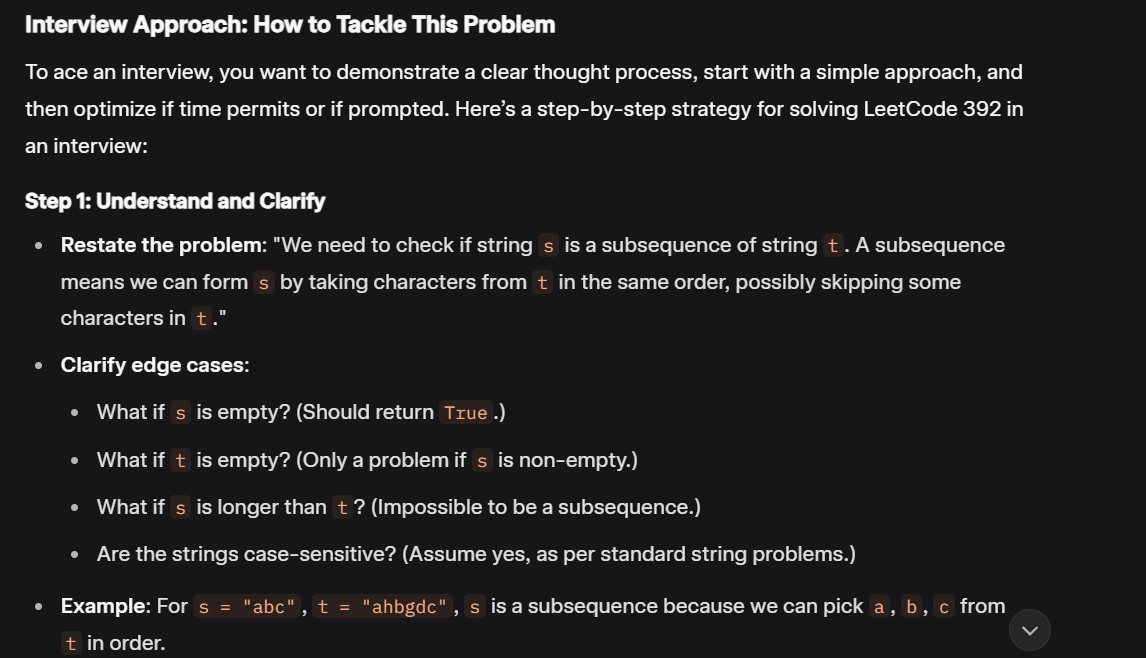 Interview Approach: How to Tackle This Problem
To ace an interview, you want to demonstrate a clear thought process, start with a simple approach, and
then optimize if time permits or if prompted. Here’s a step-by-step strategy for solving LeetCode 392 in
an interview:
Step 1: Understand and Clarify
• Restate the problem: "We need to check if string s is a subsequence of string t. A subsequence
means we can form s by taking characters from t in the same order, possibly skipping some
characters in t."
• Clarify edge cases:
• What if s is empty? (Should return True.)
• What if t is empty? (Only a problem if s is non-empty.)
• What if s is longer than t? (Impossible to be a subsequence.)
• Are the strings case-sensitive? (Assume yes, as per standard string problems.)
• Example: For s = "abc", t = "ahbgdc", s is a subsequence because we can pick a, b, c from
t in order.